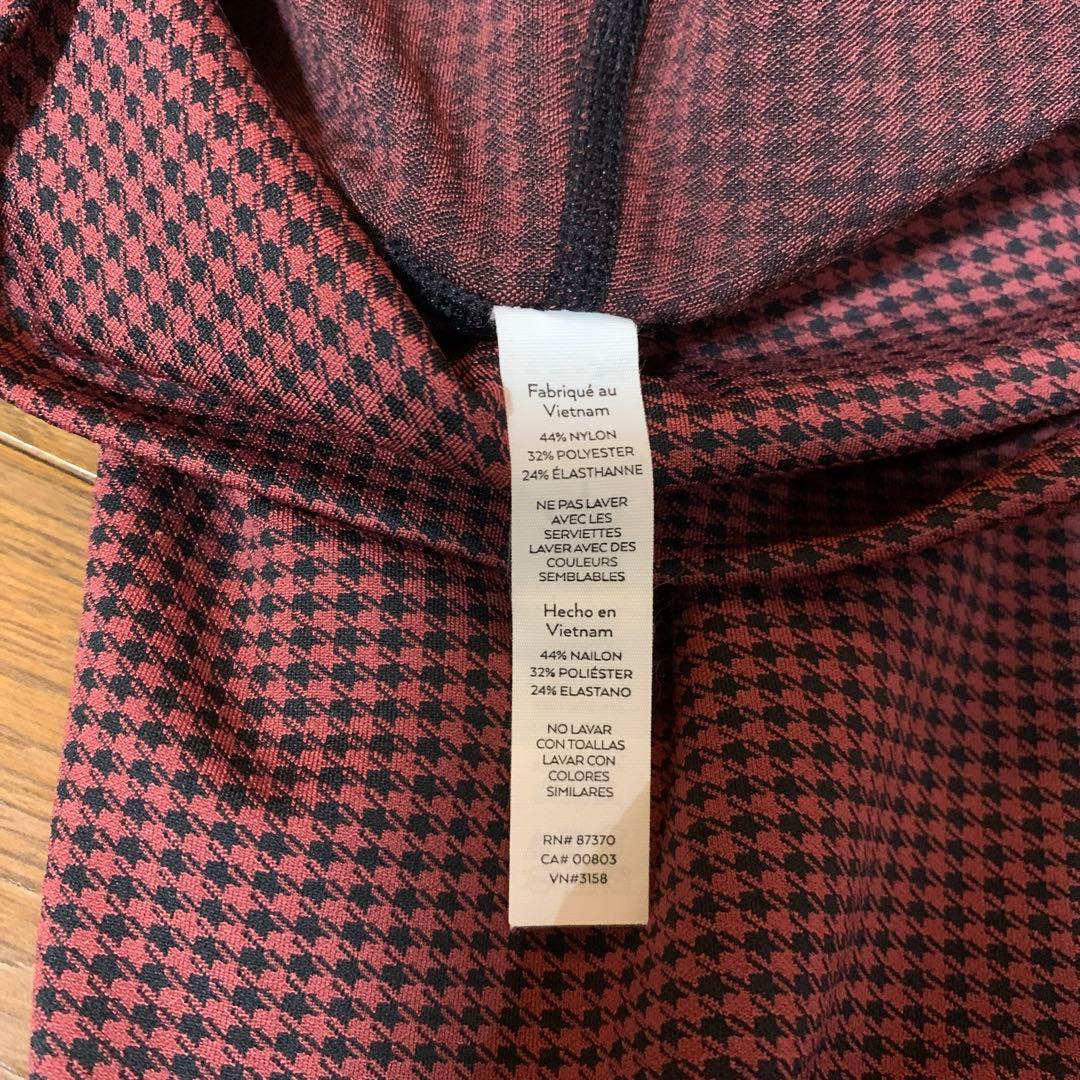 Fabriqué au
Vietnam
44% NYLON
32% POLYESTER
24% ÉLASTHANNE
NE PAS LAVER
AVEC LES
SERVIETTES
LAVER AVEC DES
COULEURS
SEMBLABLES
Hecho en
Vietnam
44% NAILON
32% POLIÉSTER
24% ELASTANO
NO LAVAR
CON TOALLAS
LAVAR CON
COLORES
SIMILARES
RN# 87370
CA# 00803
VN#3158